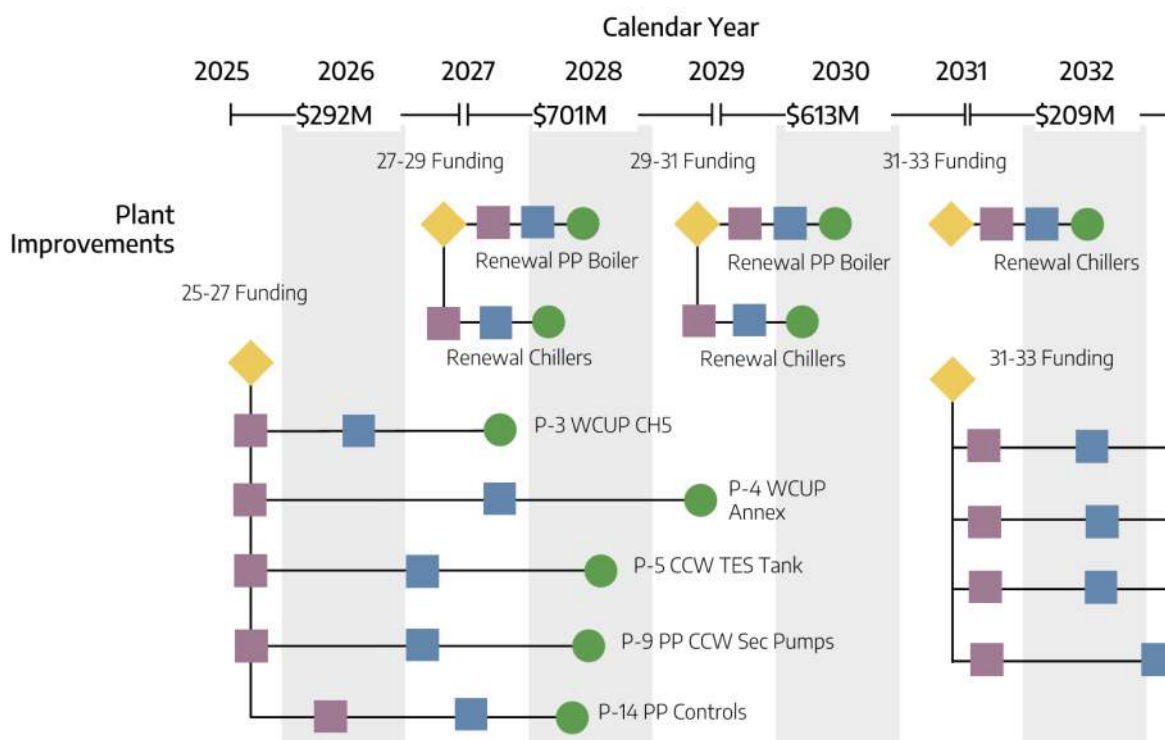 Calendar Year
2025 2026 2027 2028 2029 2030 2031 2032
$292M $701M $613M $209M
27-29 Funding 29-31 Funding 31-33 Funding
Plant
Improvements
Renewal PP Boiler Renewal PP Boiler Renewal Chillers
25-27 Funding
Renewal Chillers Renewal Chillers 31-33 Funding
P-3 WCUP CH5
P-4 WCUP
Annex
P-5 CCW TES Tank
P-9 PP CCW Sec Pumps
P-14 PP Controls